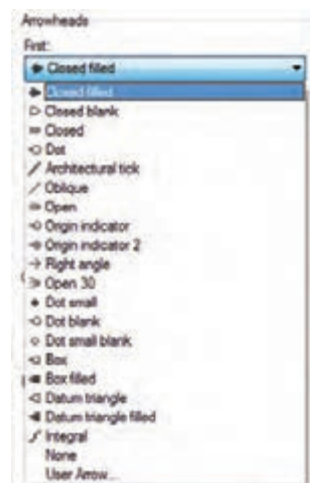 Arrowheads
First:
Closed filled
Closed filled
Closed blank
Closed
Dot
Architectural tick
Oblique
Open
Origin indicator
Origin indicator 2
Right angle
Open 30
Dot small
Dot blank
Dot small blank
Box
Box filled
Datum triangle
Datum triangle filled
Integral
None
User Arrow...